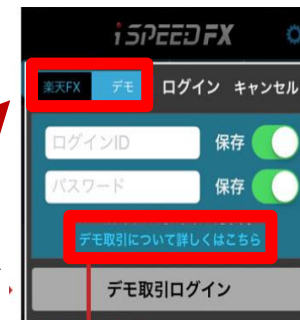 iSPEED FX
楽天FX デモ ログイン キャンセル
ログインID 保存
パスワード 保存
デモ取引について詳しくはこちら
デモ取引ログイン